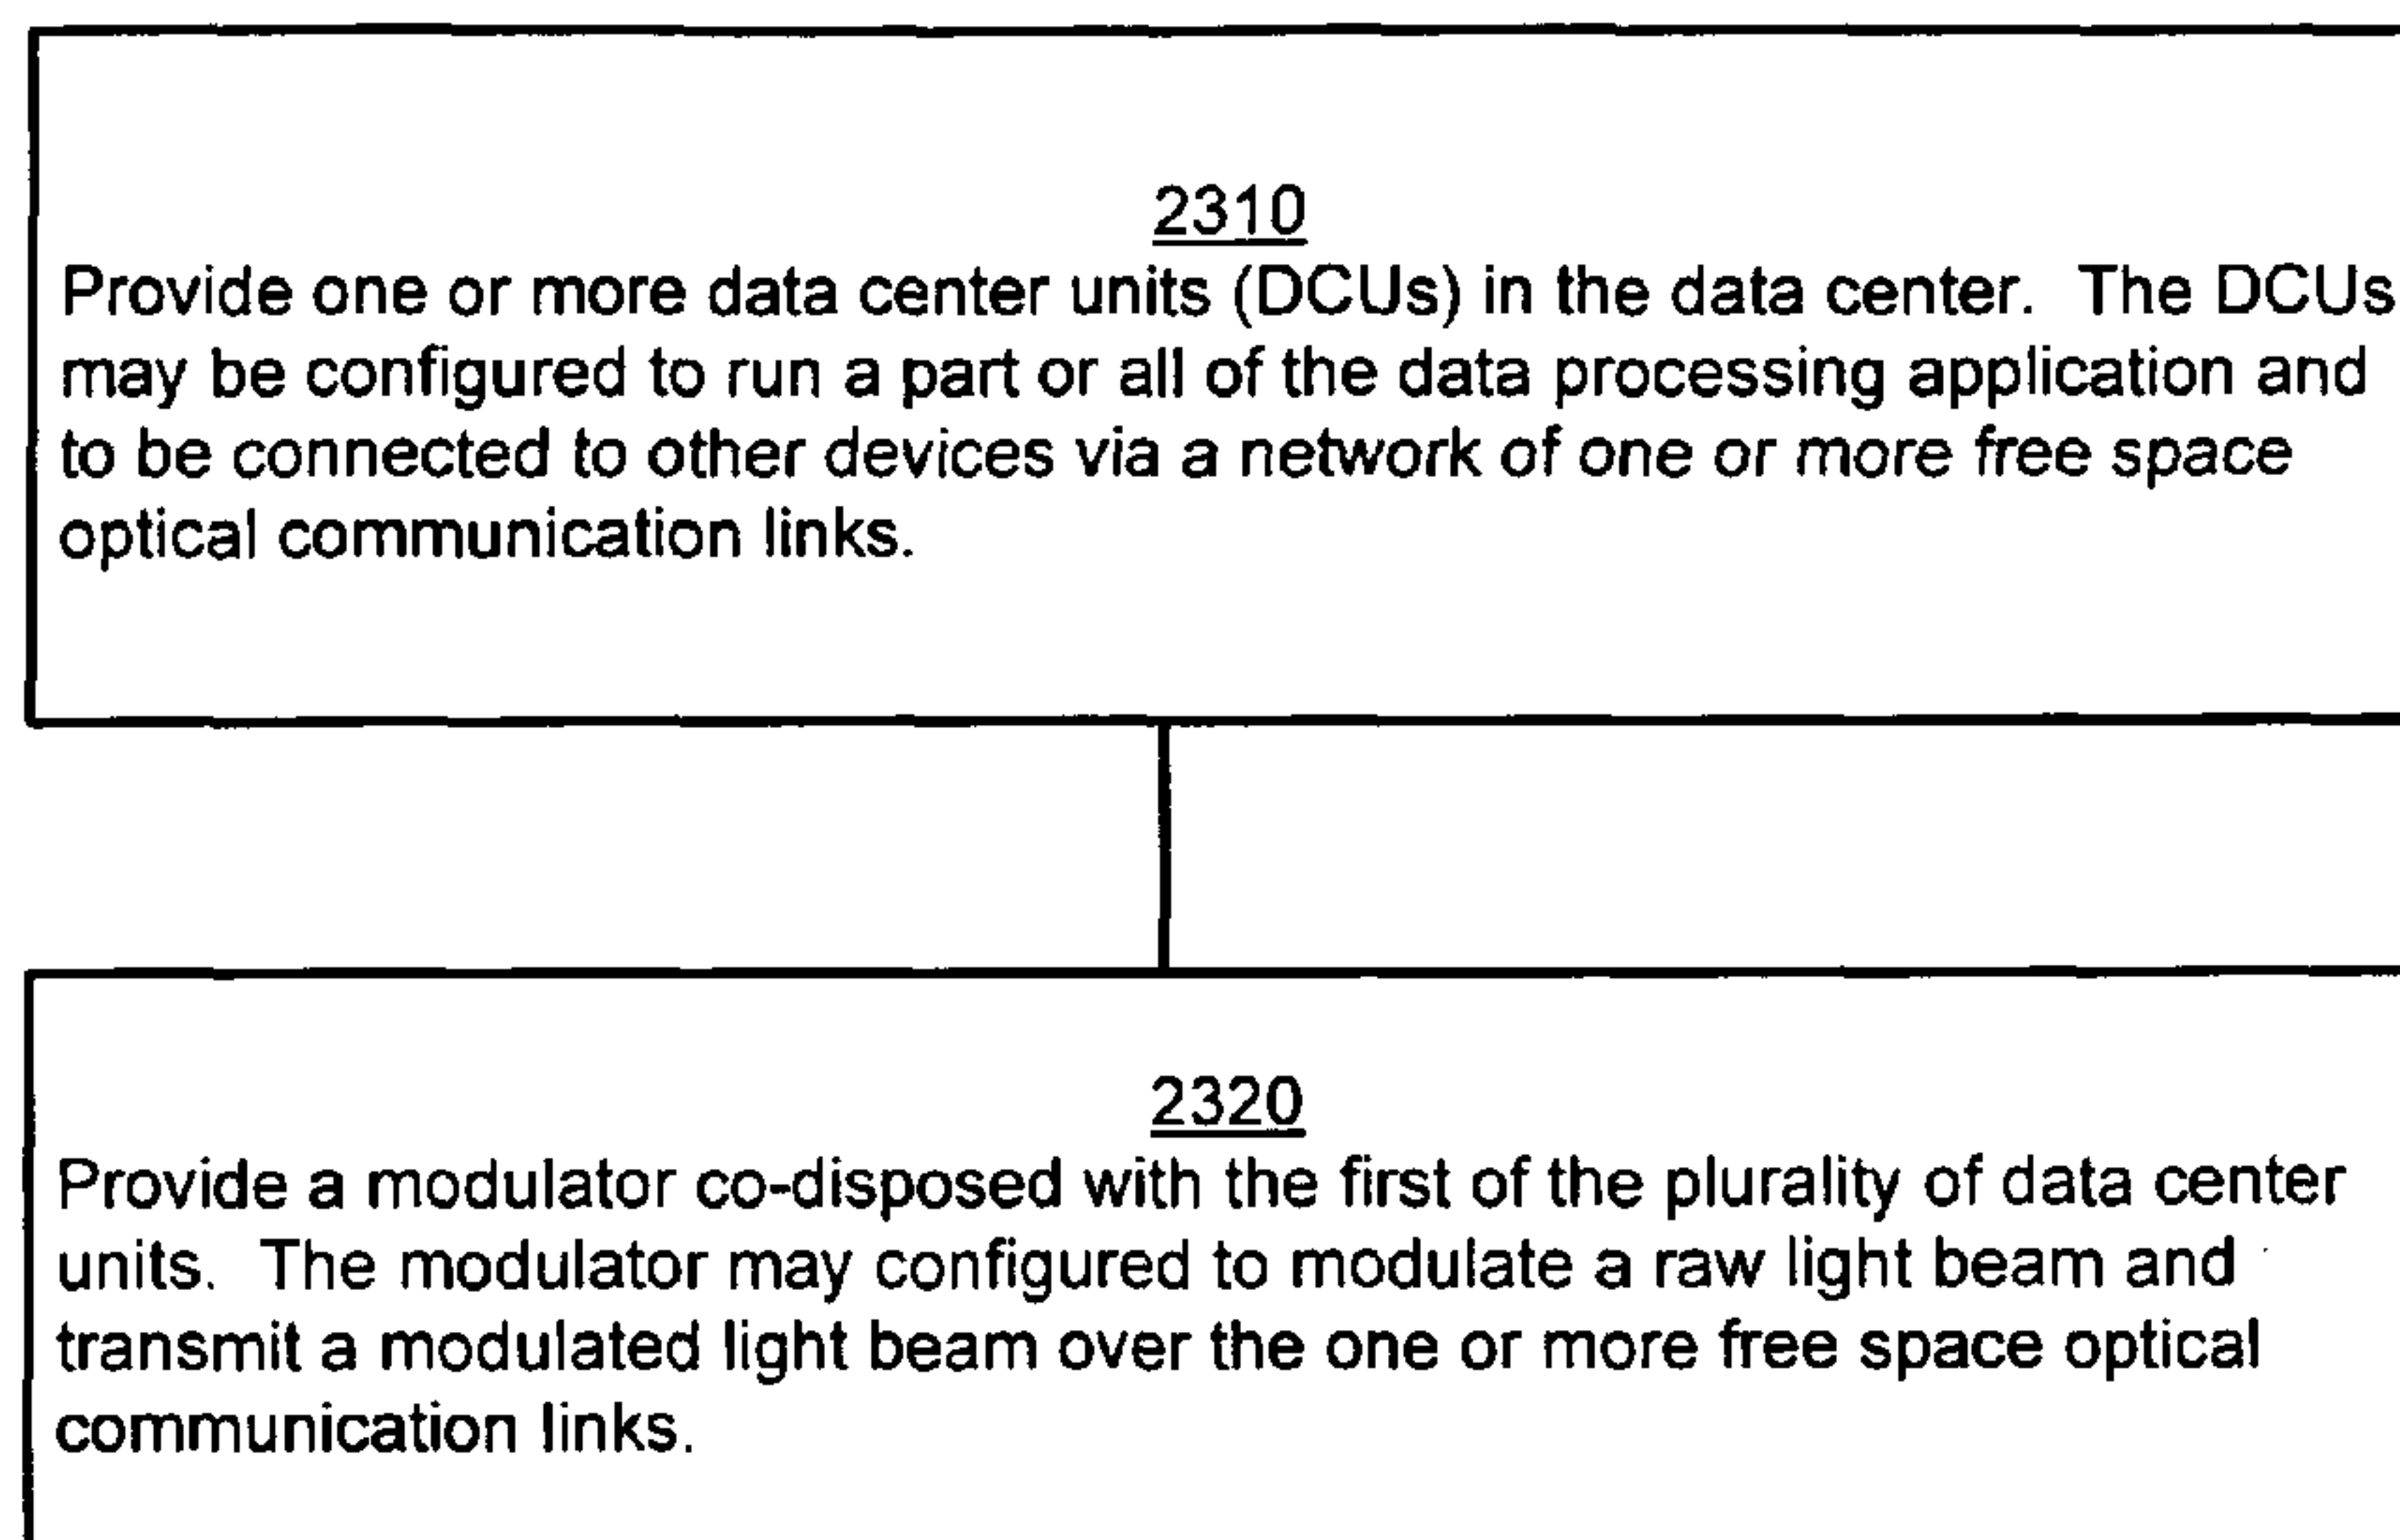 2310
Provide one or more data center units (DCUs) in the data center. The DCUs
may be configured to run a part or all of the data processing application and
to be connected to other devices via a network of one or more free space
optical communication links.
2320
Provide a modulator co-disposed with the first of the plurality of data center
units. The modulator may configured to modulate a raw light beam and
transmit a modulated light beam over the one or more free space optical
communication links.